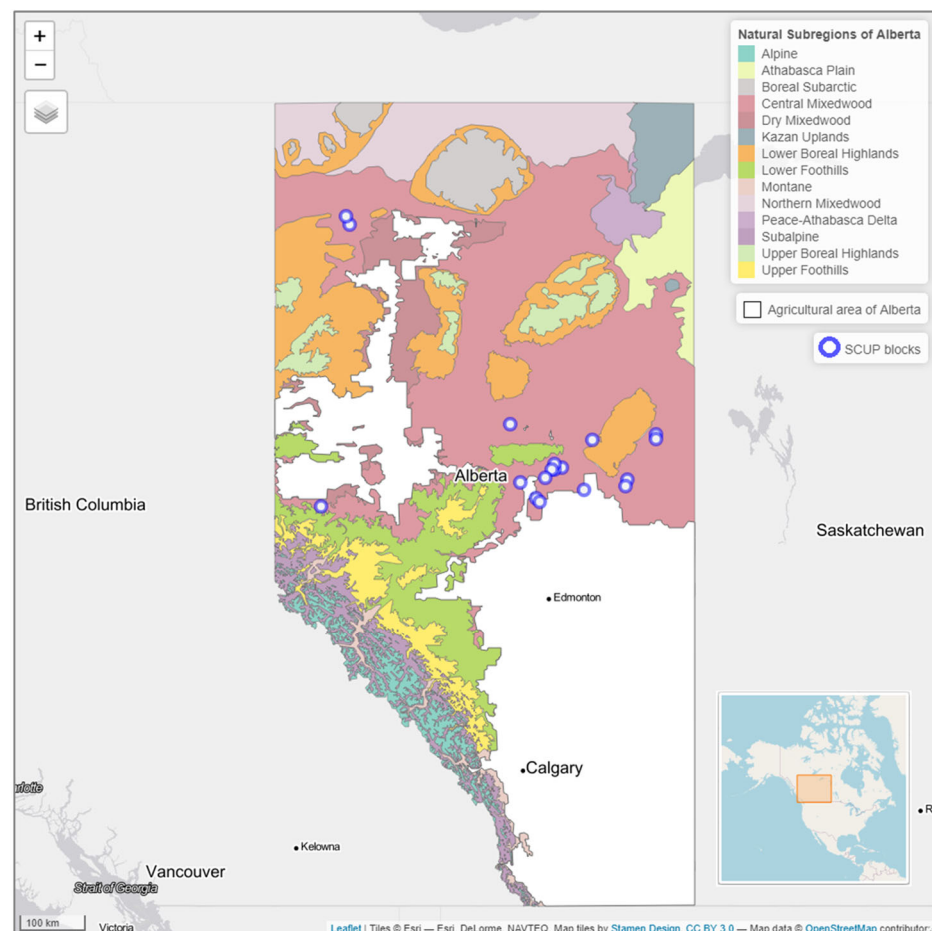 +
−
Natural Subregions of Alberta
Alpine
Athabasca Plain
Boreal Subarctic
Central Mixedwood
Dry Mixedwood
Kazan Uplands
Lower Boreal Highlands
Lower Foothills
Montane
Northern Mixedwood
Peace-Athabasca Delta
Subalpine
Upper Boreal Highlands
Upper Foothills
Agricultural area of Alberta
SCUP blocks
Alberta
British Columbia
Saskatchewan
Edmonton
Calgary
rlotte
R
Kelowna
Vancouver
Strait of Georgia
100 km
Victoria
Leaflet | Tiles © Esri — Esri, DeLorme, NAVTEQ, Map tiles by Stamen Design, CC BY 3.0 — Map data © OpenStreetMap contributor